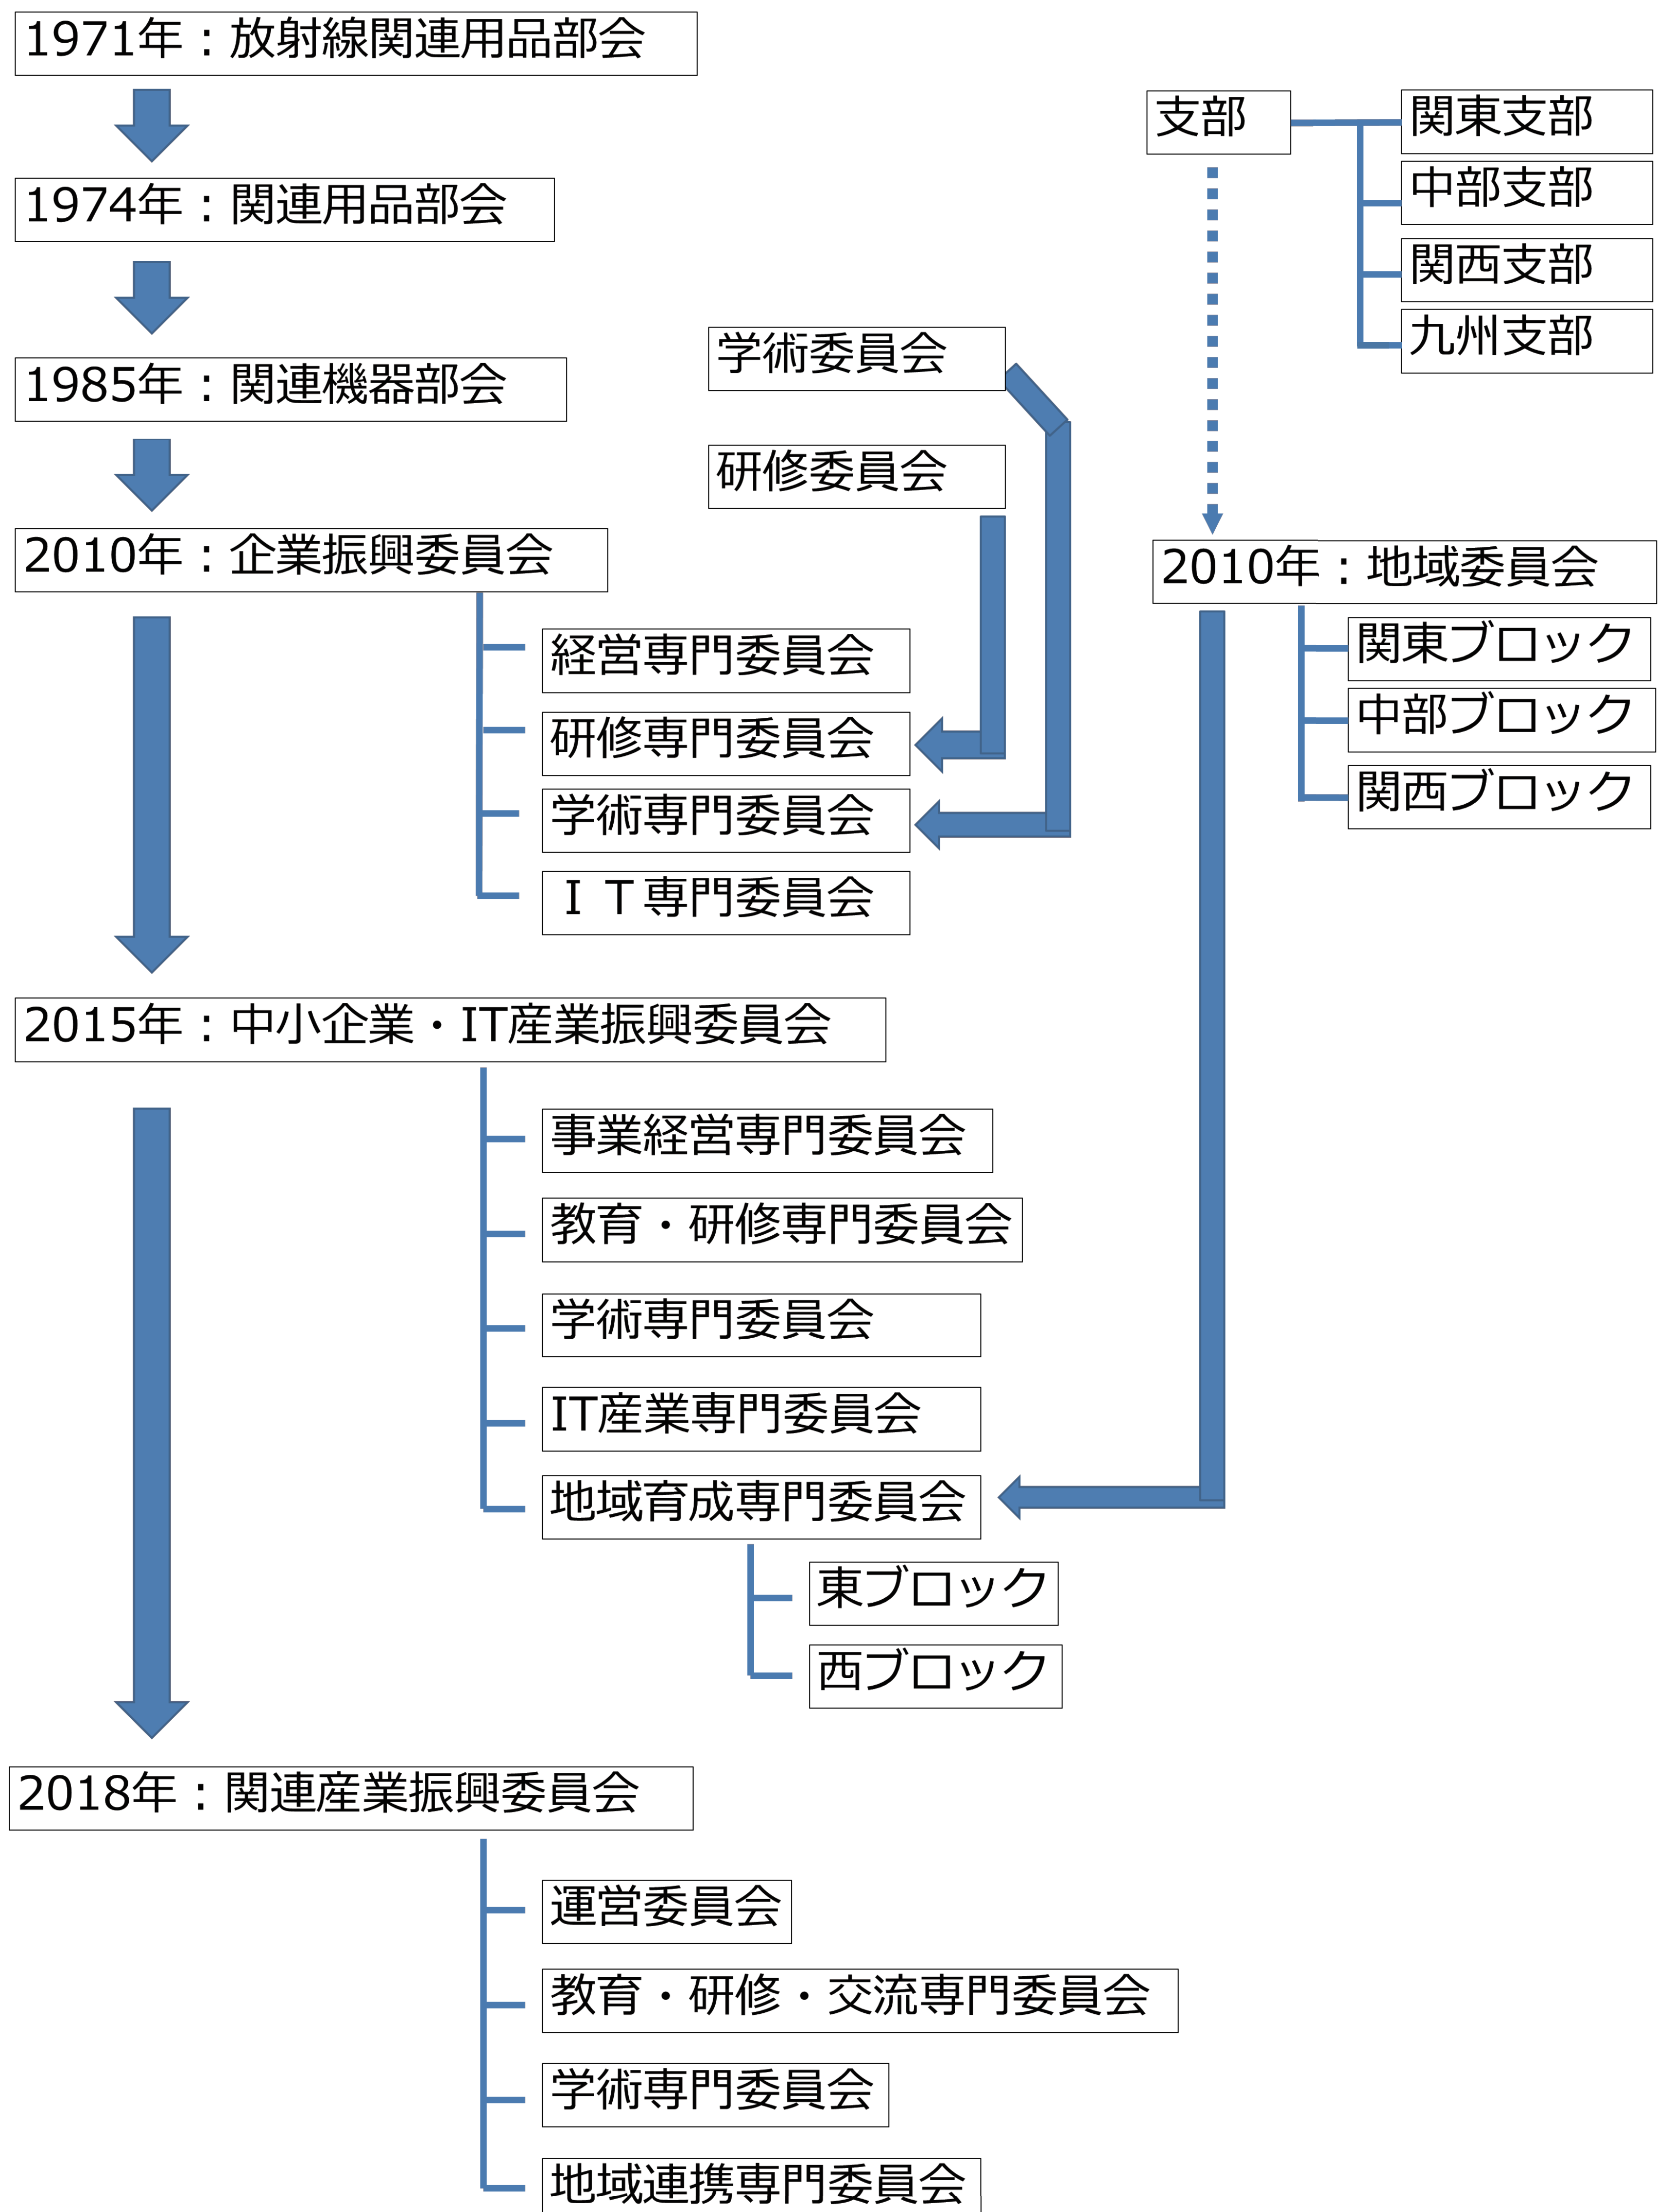 1971年：放射線関連用品部会
1974年：関連用品部会
1985年：関連機器部会
支部
関東支部
中部支部
関西支部
九州支部
学術委員会
研修委員会
2010年：企業振興委員会
経営専門委員会
研修専門委員会
学術専門委員会
ＩＴ専門委員会
2010年：地域委員会
関東ブロック
中部ブロック
関西ブロック
2015年：中小企業・IT産業振興委員会
事業経営専門委員会
教育・研修専門委員会
学術専門委員会
IT産業専門委員会
地域育成専門委員会
東ブロック
西ブロック
2018年：関連産業振興委員会
運営委員会
教育・研修・交流専門委員会
学術専門委員会
地域連携専門委員会